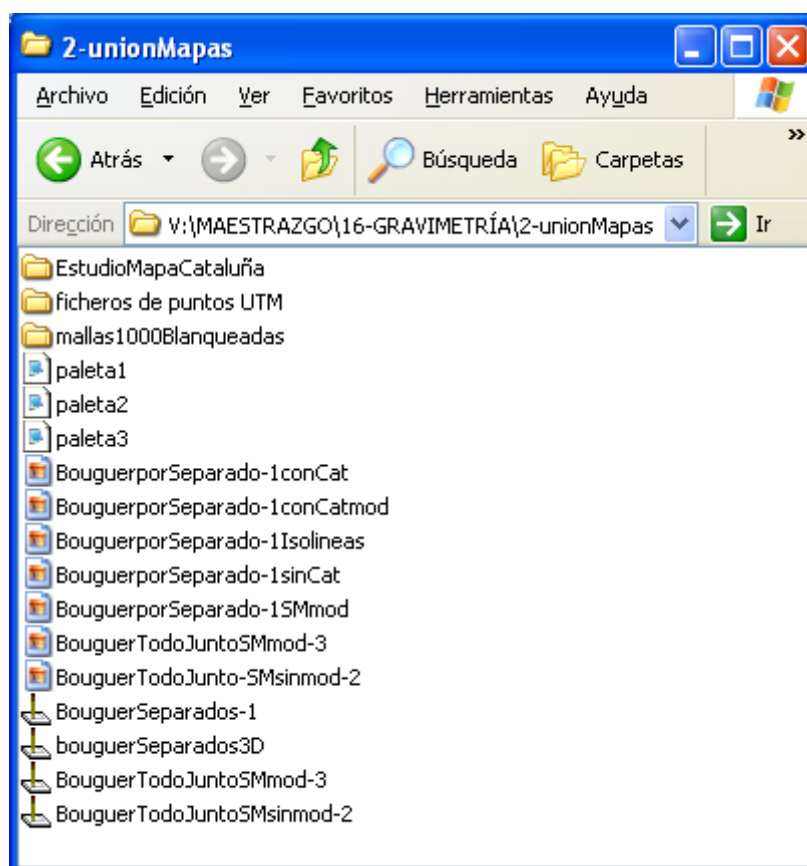 2-unionMapas
Archivo Edición Ver Favoritos Herramientas Ayuda
Atrás Búsqueda Carpetas »
Dirección V:\MAESTRAZGO\16-GRAVIMETRÍA\2-unionMapas Ir
EstudioMapaCataluña
ficheros de puntos UTM
mallas1000Blanqueadas
paleta1
paleta2
paleta3
BouguerporSeparado-1conCat
BouguerporSeparado-1conCatmod
BouguerporSeparado-1Isolineas
BouguerporSeparado-1sinCat
BouguerporSeparado-1SMmod
BouguerTodoJuntoSMmod-3
BouguerTodoJunto-SMsinmod-2
BouguerSeparados-1
bouguerSeparados3D
BouguerTodoJuntoSMmod-3
BouguerTodoJuntoSMsinmod-2